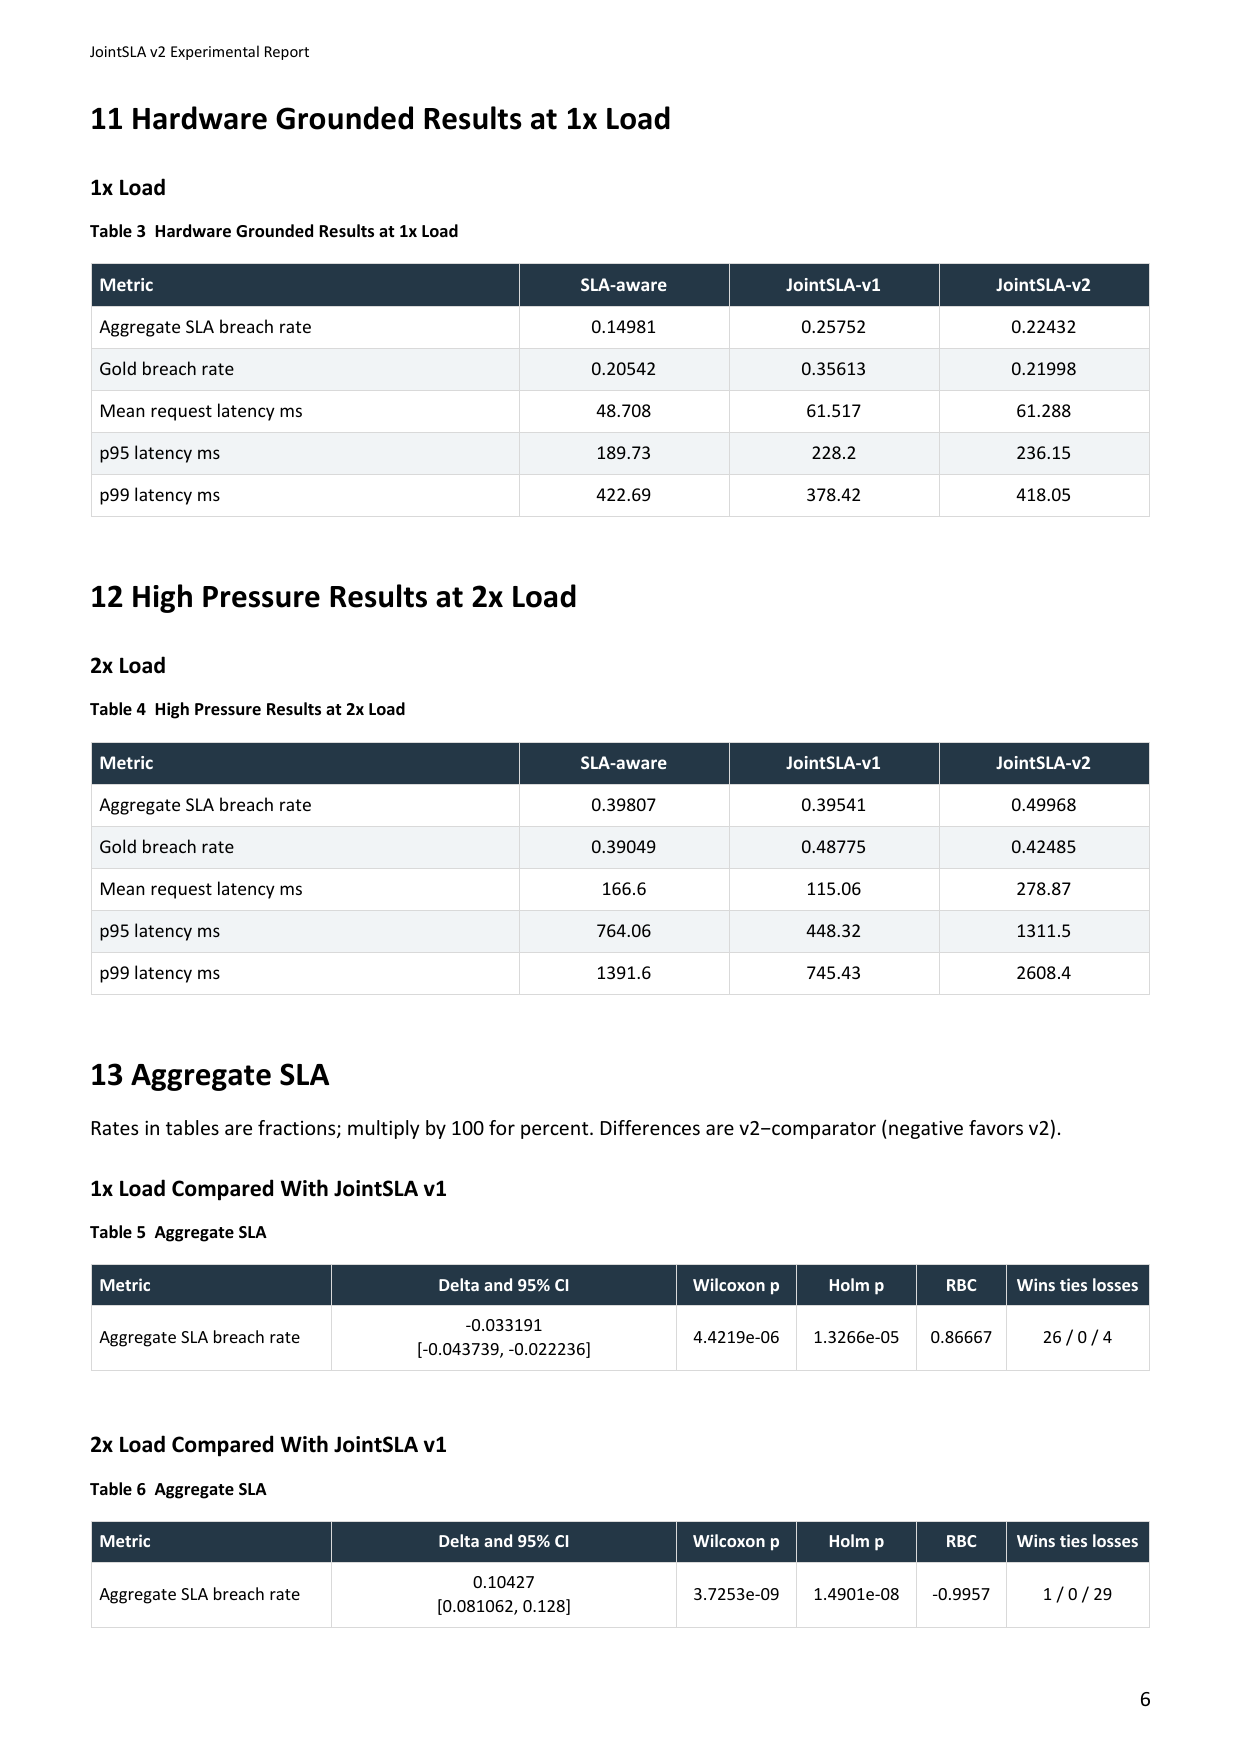 JointSLA v2 Experimental Report
11 Hardware Grounded Results at 1x Load
1x Load
Table 3  Hardware Grounded Results at 1x Load
Metric SLA-aware JointSLA-v1 JointSLA-v2
Aggregate SLA breach rate 0.14981 0.25752 0.22432
Gold breach rate 0.20542 0.35613 0.21998
Mean request latency ms 48.708 61.517 61.288
p95 latency ms 189.73 228.2 236.15
p99 latency ms 422.69 378.42 418.05
12 High Pressure Results at 2x Load
2x Load
Table 4  High Pressure Results at 2x Load
Metric SLA-aware JointSLA-v1 JointSLA-v2
Aggregate SLA breach rate 0.39807 0.39541 0.49968
Gold breach rate 0.39049 0.48775 0.42485
Mean request latency ms 166.6 115.06 278.87
p95 latency ms 764.06 448.32 1311.5
p99 latency ms 1391.6 745.43 2608.4
13 Aggregate SLA
Rates in tables are fractions; multiply by 100 for percent. Differences are v2−comparator (negative favors v2).
1x Load Compared With JointSLA v1
Table 5  Aggregate SLA
Metric Delta and 95% CI Wilcoxon p Holm p RBC Wins ties losses
Aggregate SLA breach rate -0.033191 [-0.043739, -0.022236] 4.4219e-06 1.3266e-05 0.86667 26 / 0 / 4
2x Load Compared With JointSLA v1
Table 6  Aggregate SLA
Metric Delta and 95% CI Wilcoxon p Holm p RBC Wins ties losses
Aggregate SLA breach rate 0.10427 [0.081062, 0.128] 3.7253e-09 1.4901e-08 -0.9957 1 / 0 / 29
6